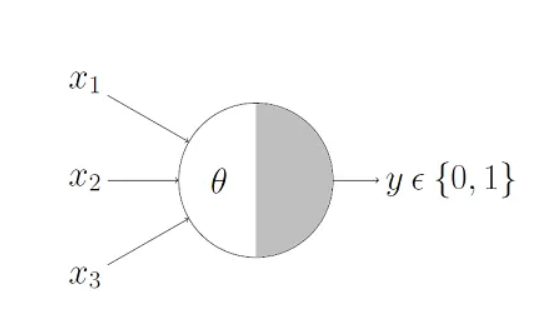 x₁
x₂
θ
y ϵ {0, 1}
x₃